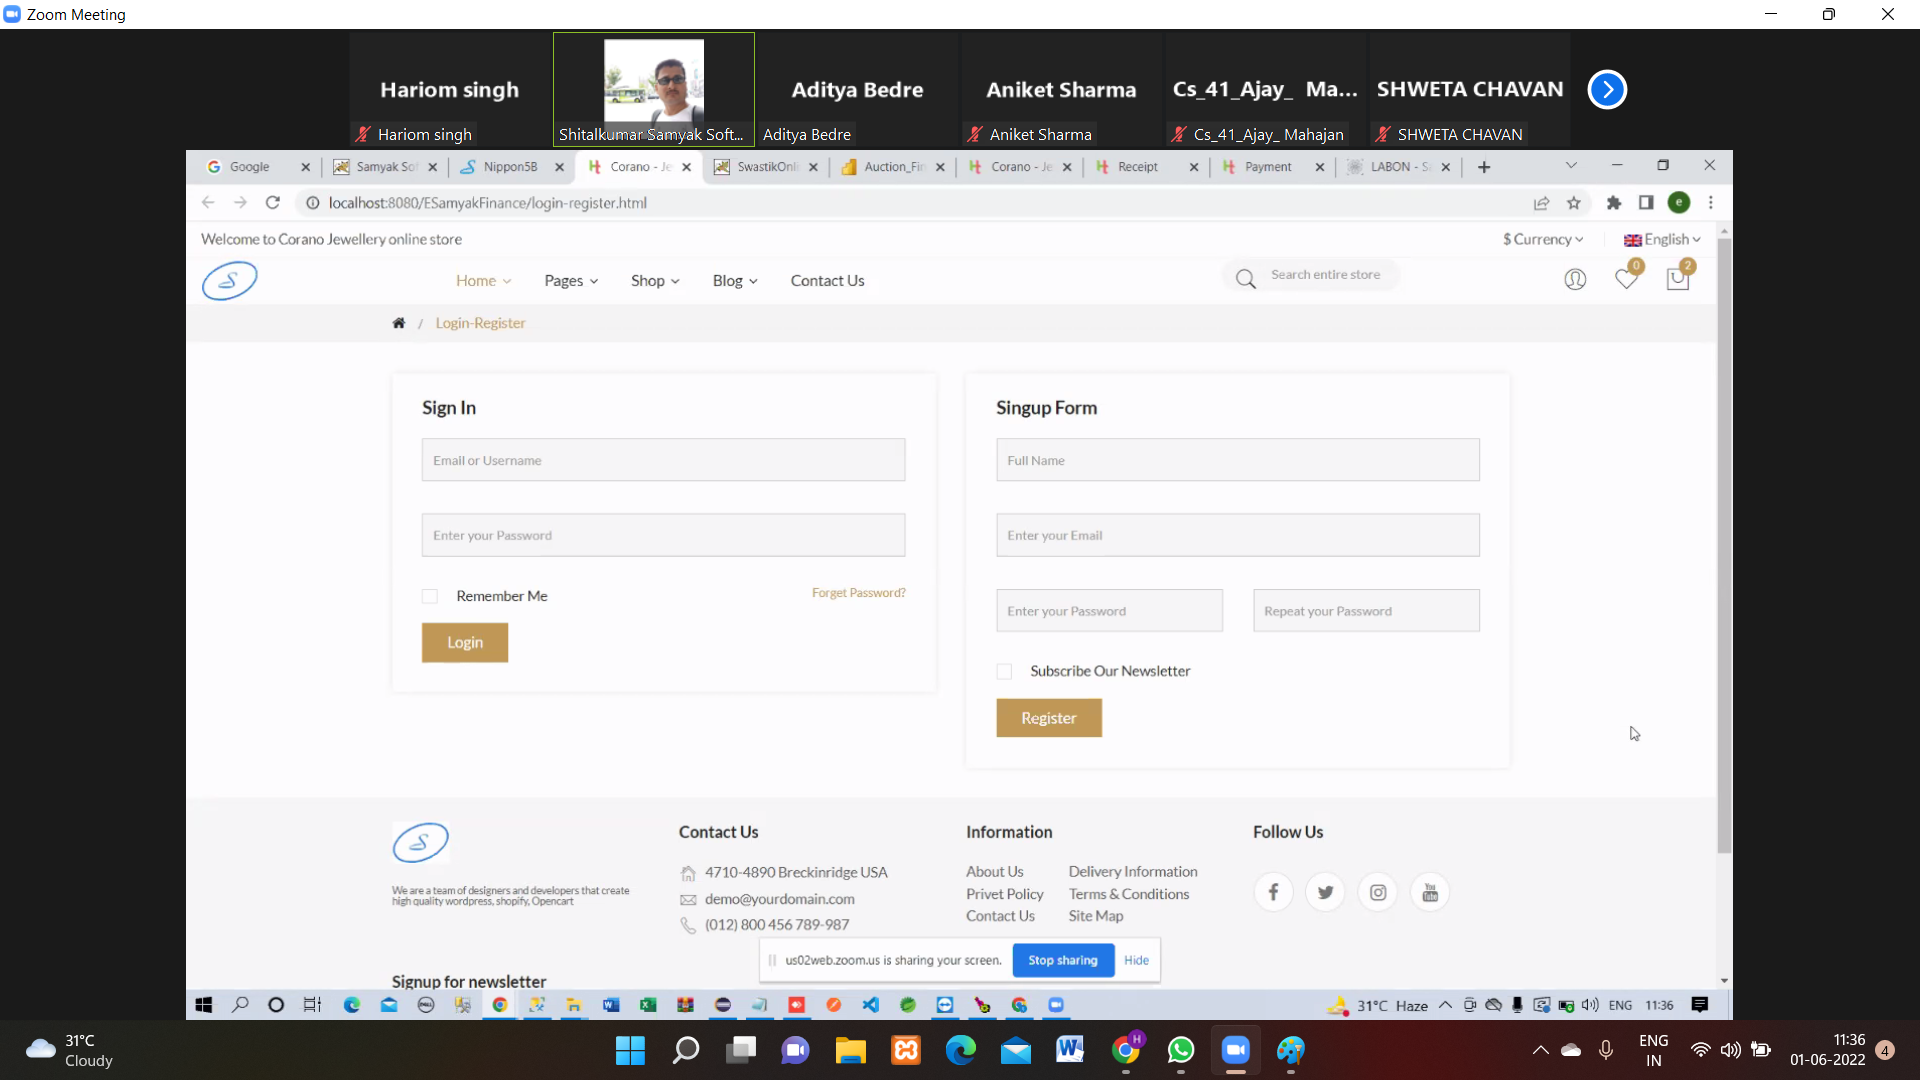 Zoom Meeting
Hariom singh
Aditya Bedre
Aniket Sharma
Cs_41_Ajay_ Ma...
SHWETA CHAVAN
Hariom singh
Shitalkumar Samyak Soft...
Aditya Bedre
Aniket Sharma
Cs_41_Ajay_ Mahajan
SHWETA CHAVAN
Google
Samyak Sof
Nippon5B
Corano - Je
SwastikOnli
Auction_Fin
Corano - Je
Receipt
Payment
LABON - S
localhost:8080/ESamyakFinance/login-register.html
e
Welcome to Corano Jewellery online store
$ Currency
English
S
Home
Pages
Shop
Blog
Contact Us
Search entire store
0
2
/ Login-Register
Sign In
Email or Username
Enter your Password
Remember Me
Forget Password?
Login
Singup Form
Full Name
Enter your Email
Enter your Password
Repeat your Password
Subscribe Our Newsletter
Register
S
We are a team of designers and developers that create
high quality wordpress, shopify, Opencart
Contact Us
4710-4890 Breckinridge USA
demo@yourdomain.com
(012) 800 456 789-987
Information
About Us
Delivery Information
Privet Policy
Terms & Conditions
Contact Us
Site Map
Follow Us
You
Tube
us02web.zoom.us is sharing your screen.
Stop sharing
Hide
Signup for newsletter
31°C Haze
ENG
11:36
31°C
Cloudy
H
ENG
IN
11:36
01-06-2022
4